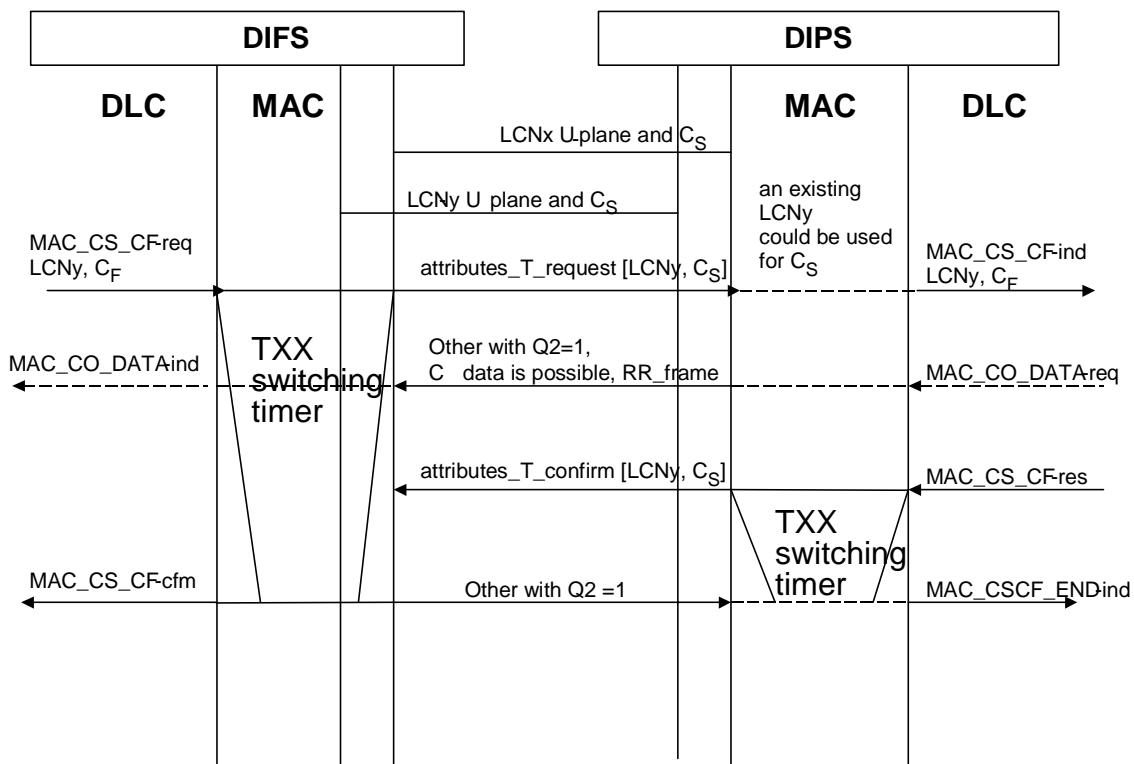 DIFS
DIPS
DLC
MAC
MAC
DLC
LCNx U-plane and CS
LCNy U plane and CS
an existing
LCNy
could be used
for CS
MAC_CS_CF-req
LCNy, CF
attributes_T_request [LCNy, CS]
MAC_CS_CF-ind
LCNy, CF
TXX
switching
timer
MAC_CO_DATA-ind
Other with Q2=1,
C data is possible, RR_frame
MAC_CO_DATA-req
attributes_T_confirm [LCNy, CS]
MAC_CS_CF-res
TXX
switching
timer
MAC_CS_CF-cfm
Other with Q2 =1
MAC_CSCF_END-ind